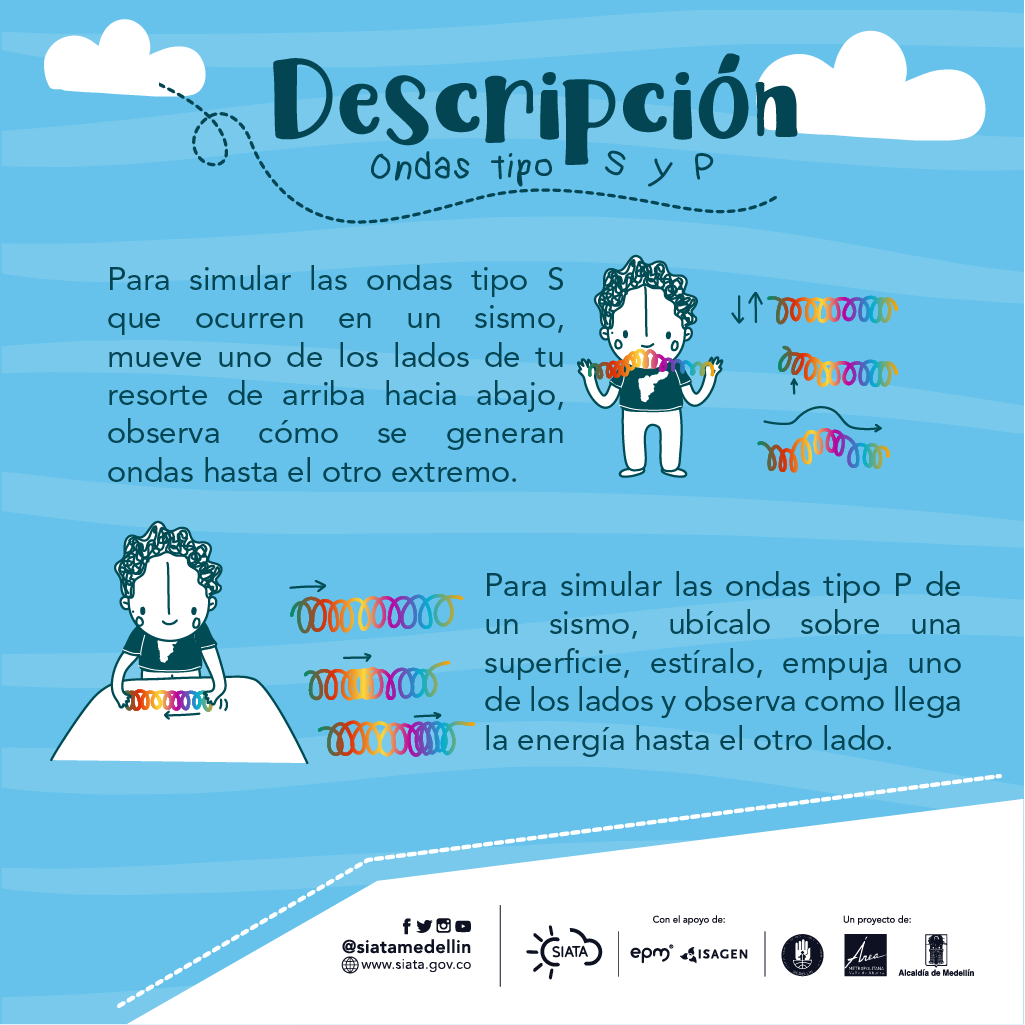 Descripción
Ondas tipo S y P
Para simular las ondas tipo S
que ocurren en un sismo,
mueve uno de los lados de tu
resorte de arriba hacia abajo,
observa cómo se generan
ondas hasta el otro extremo.
Para simular las ondas tipo P de
un sismo, ubícalo sobre una
superficie, estíralo, empuja uno
de los lados y observa como llega
la energía hasta el otro lado.
@siatamedellin
www.siata.gov.co
SIATA
Con el apoyo de:
epm
ISAGEN
Un proyecto de:
Área
METROPOLITANA
Valle de Aburrá
Alcaldía de Medellín